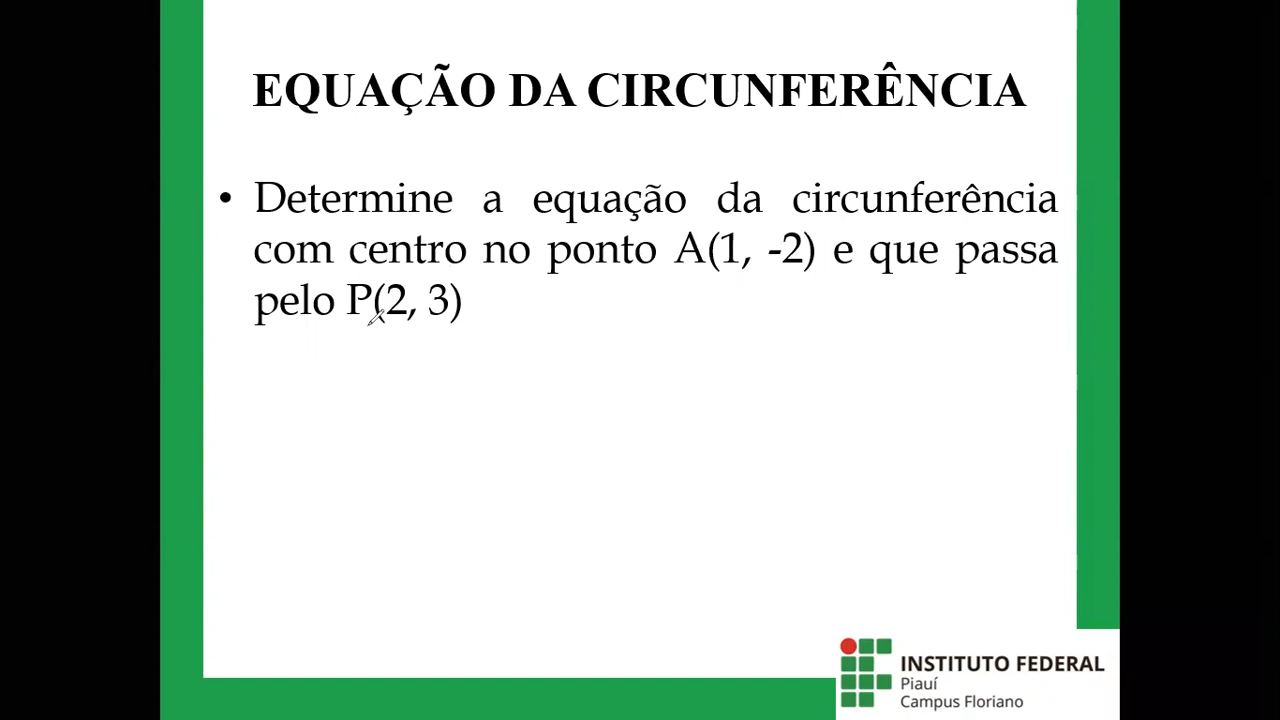 EQUAÇÃO DA CIRCUNFERÊNCIA
• Determine a equação da circunferência
com centro no ponto A(1, -2) e que passa
pelo P(2, 3)
INSTITUTO FEDERAL
Piauí
Campus Floriano